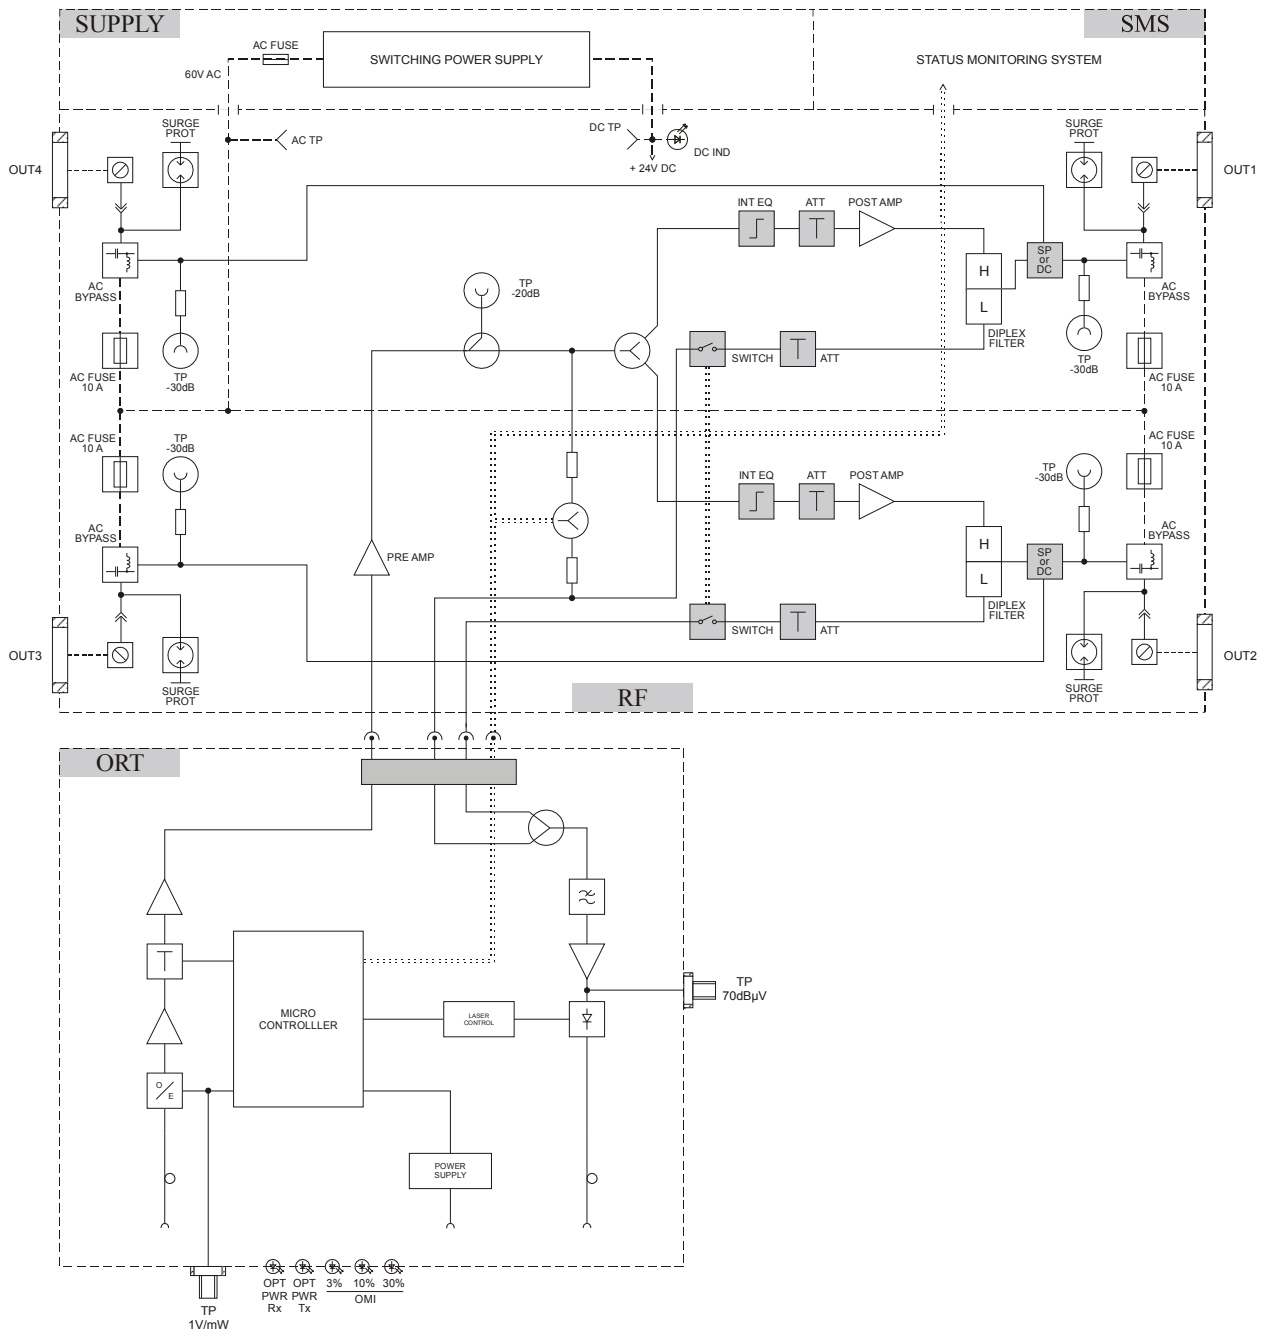 SUPPLY
SMS
AC FUSE
SWITCHING POWER SUPPLY
STATUS MONITORING SYSTEM
60V AC
SURGE
PROT
AC TP
DC TP
DC IND
+ 24V DC
SURGE
PROT
OUT4
OUT1
INT EQ
ATT
POST AMP
H
L
DIPLEX
FILTER
SP
or
DC
AC
BYPASS
AC
BYPASS
TP
-20dB
SWITCH
ATT
TP
-30dB
TP
-30dB
AC FUSE
10 A
AC FUSE
10 A
AC FUSE
10 A
TP
-30dB
AC FUSE
10 A
TP
-30dB
INT EQ
ATT
POST AMP
AC
BYPASS
AC
BYPASS
PRE AMP
H
L
DIPLEX
FILTER
SP
or
DC
SWITCH
ATT
OUT3
OUT2
SURGE
PROT
SURGE
PROT
RF
ORT
MICRO
CONTROLLLER
LASER
CONTROL
TP
70dBµV
O/E
POWER
SUPPLY
OPT
PWR
Rx
OPT
PWR
Tx
3%
10%
30%
OMI
TP
1V/mW